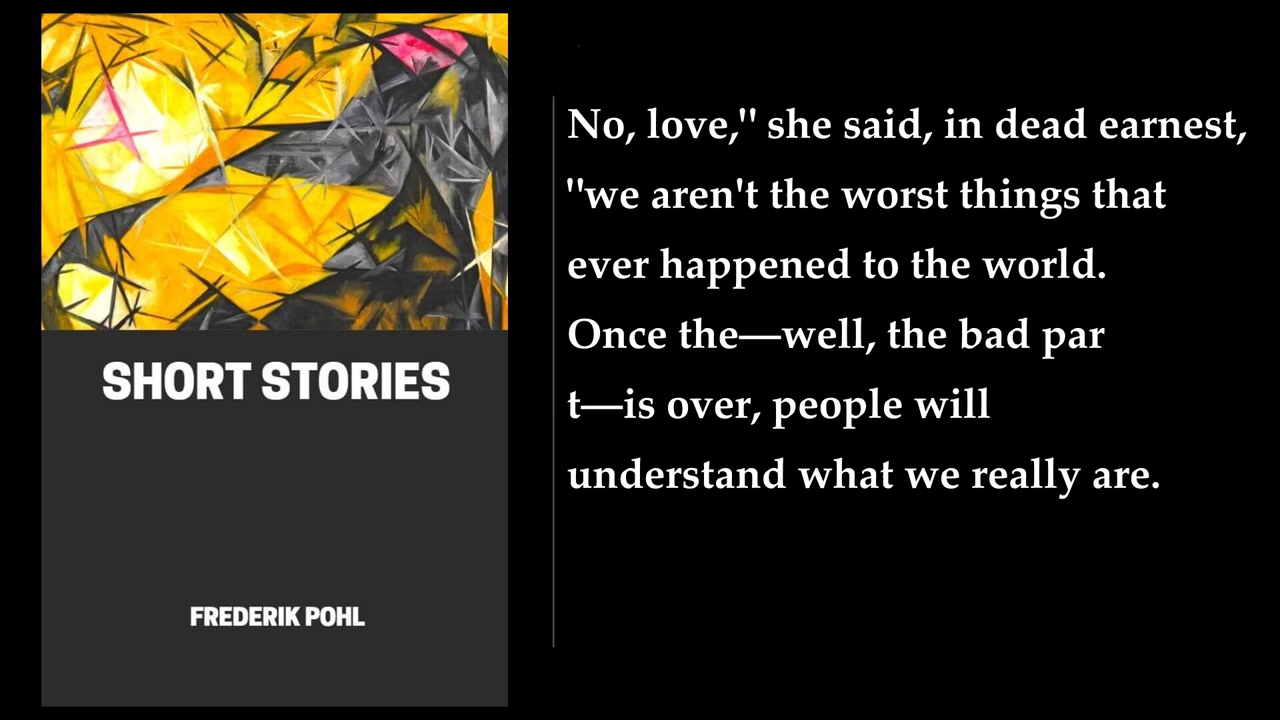 SHORT STORIES
FREDERIK POHL
No, love," she said, in dead earnest,
"we aren't the worst things that
ever happened to the world.
Once the—well, the bad par
t—is over, people will
understand what we really are.